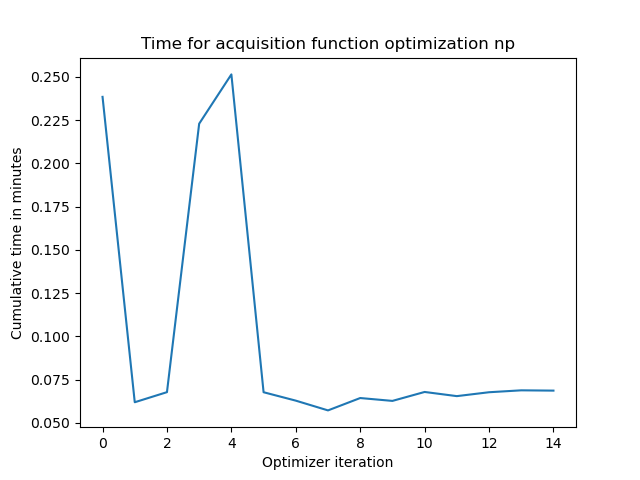 Time for acquisition function optimization np
Cumulative time in minutes
0.250
0.225
0.200
0.175
0.150
0.125
0.100
0.075
0.050
0 2 4 6 8 10 12 14
Optimizer iteration